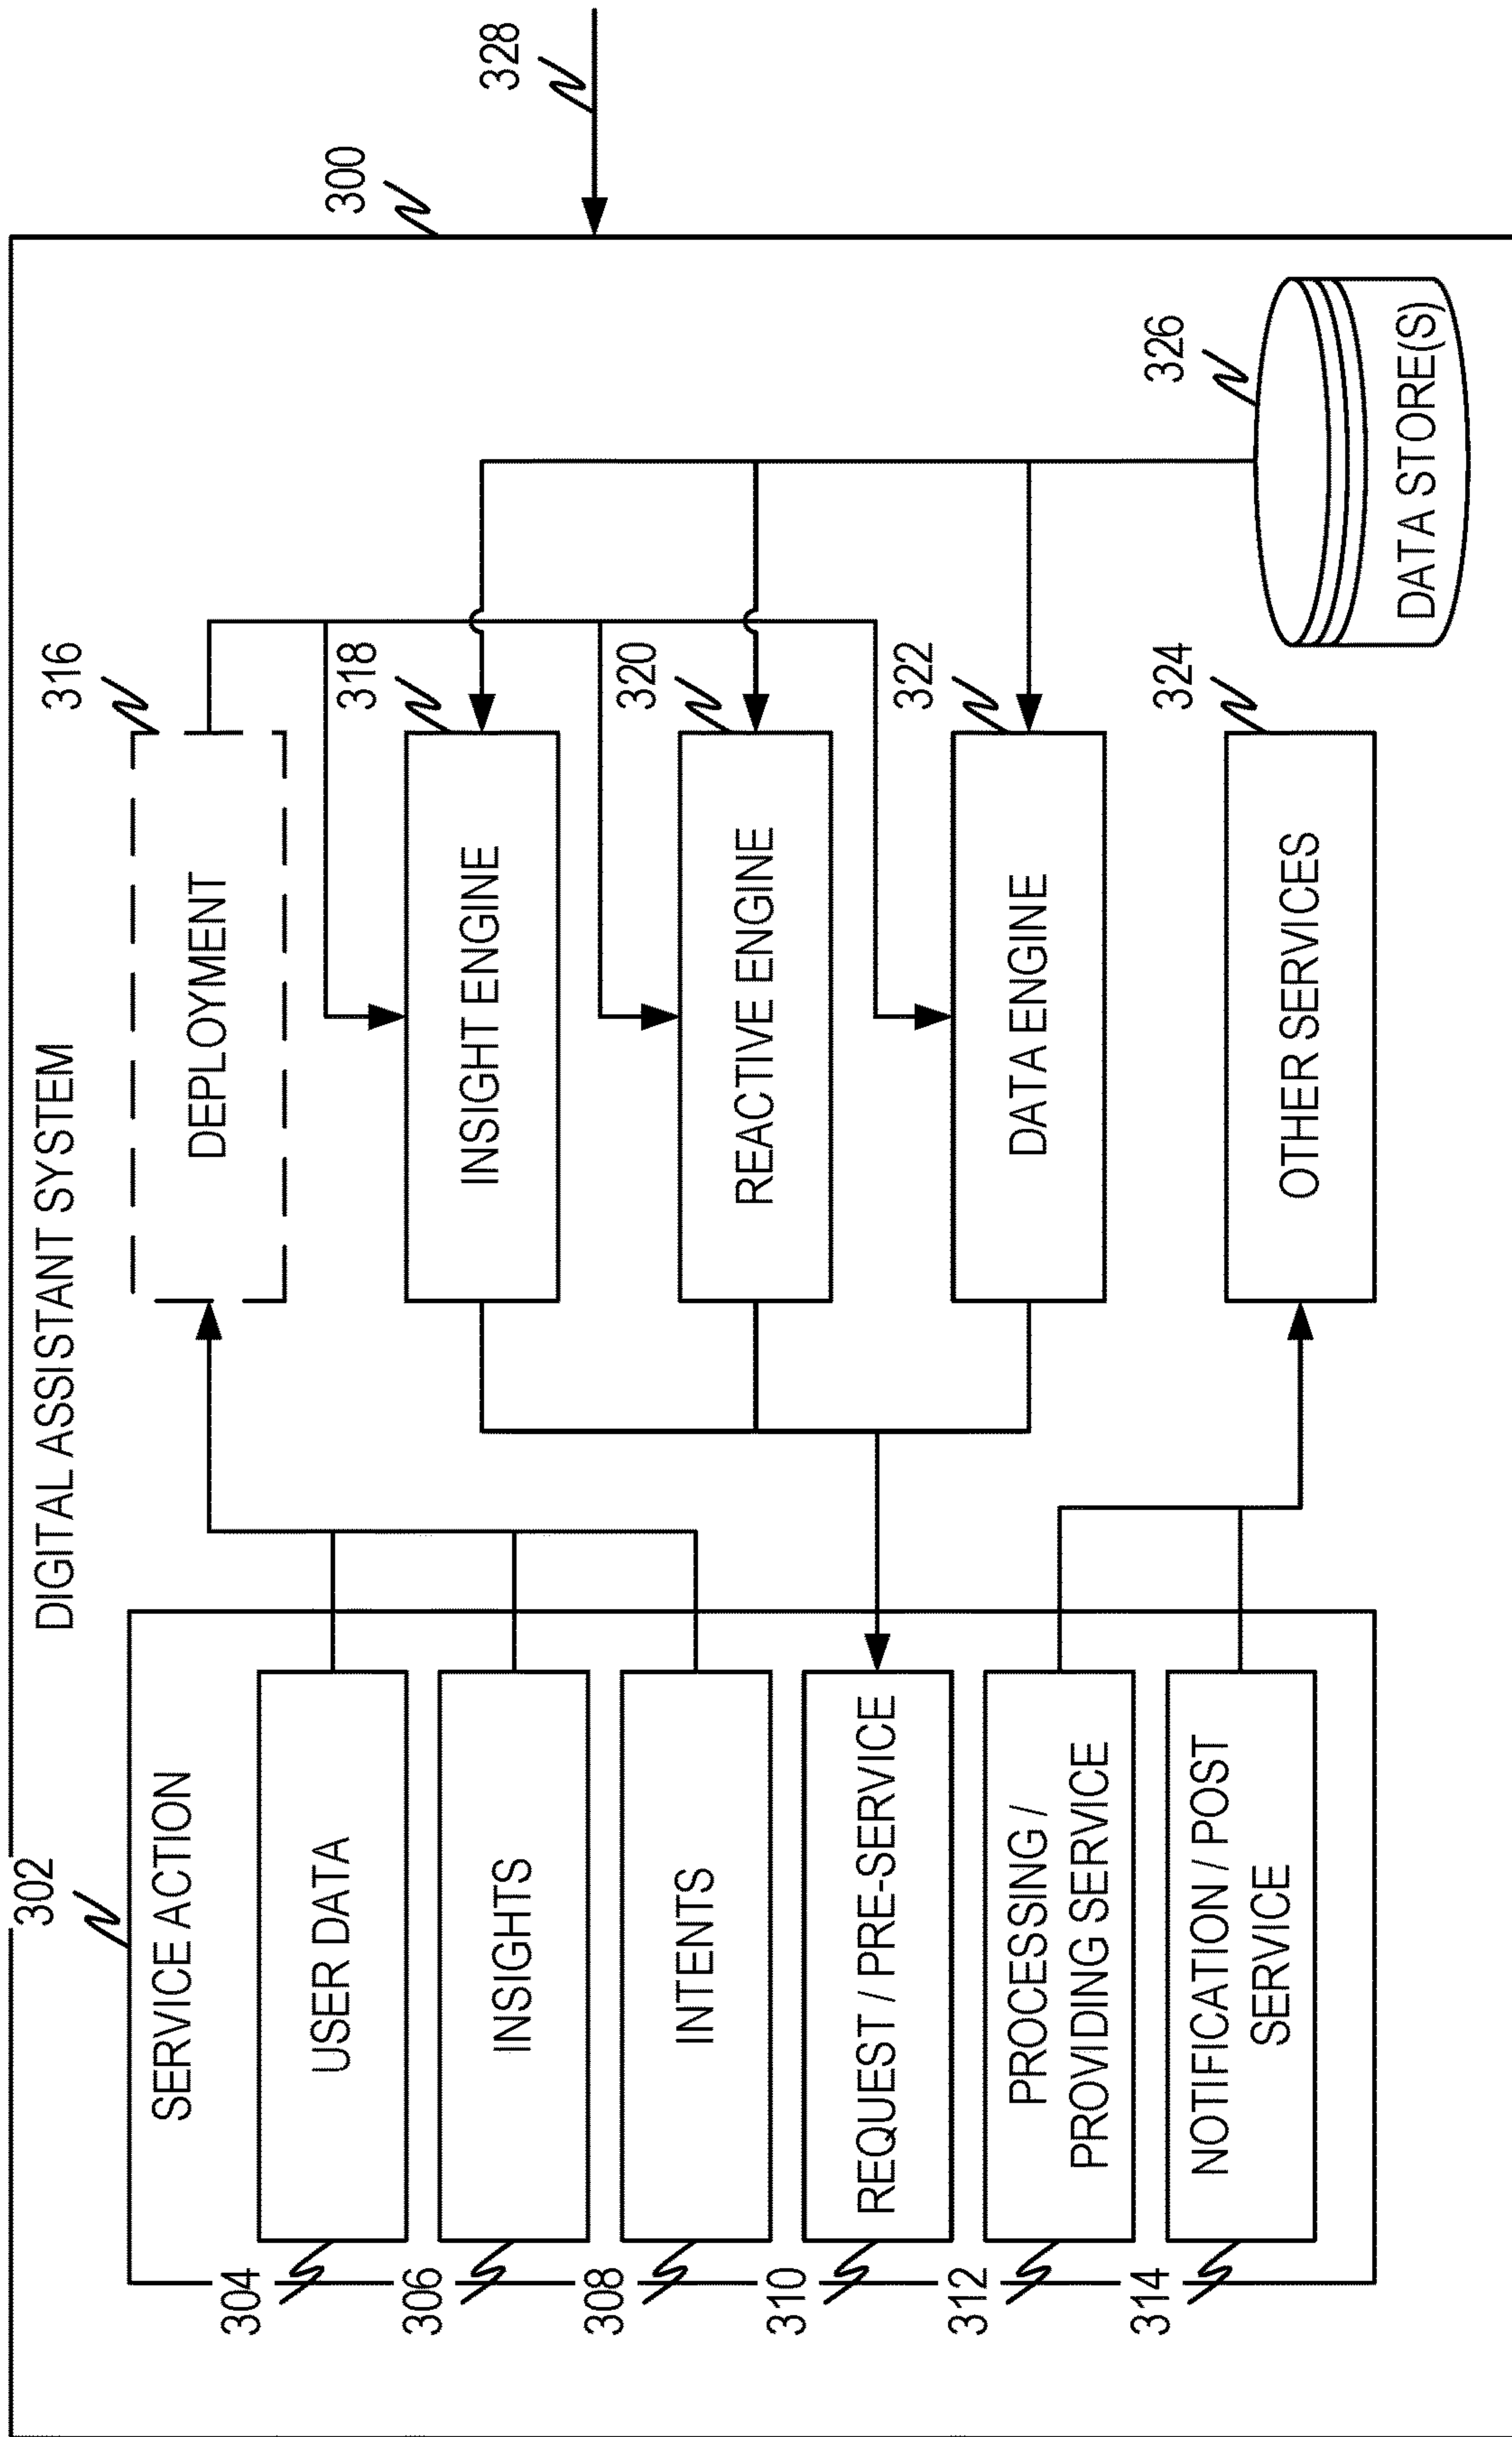 DIGITAL ASSISTANT SYSTEM
300
328
302
SERVICE ACTION
304
USER DATA
306
INSIGHTS
308
INTENTS
310
REQUEST / PRE-SERVICE
312
PROCESSING /
PROVIDING SERVICE
314
NOTIFICATION / POST
SERVICE
316
DEPLOYMENT
318
INSIGHT ENGINE
320
REACTIVE ENGINE
322
DATA ENGINE
324
OTHER SERVICES
326
DATA STORE(S)